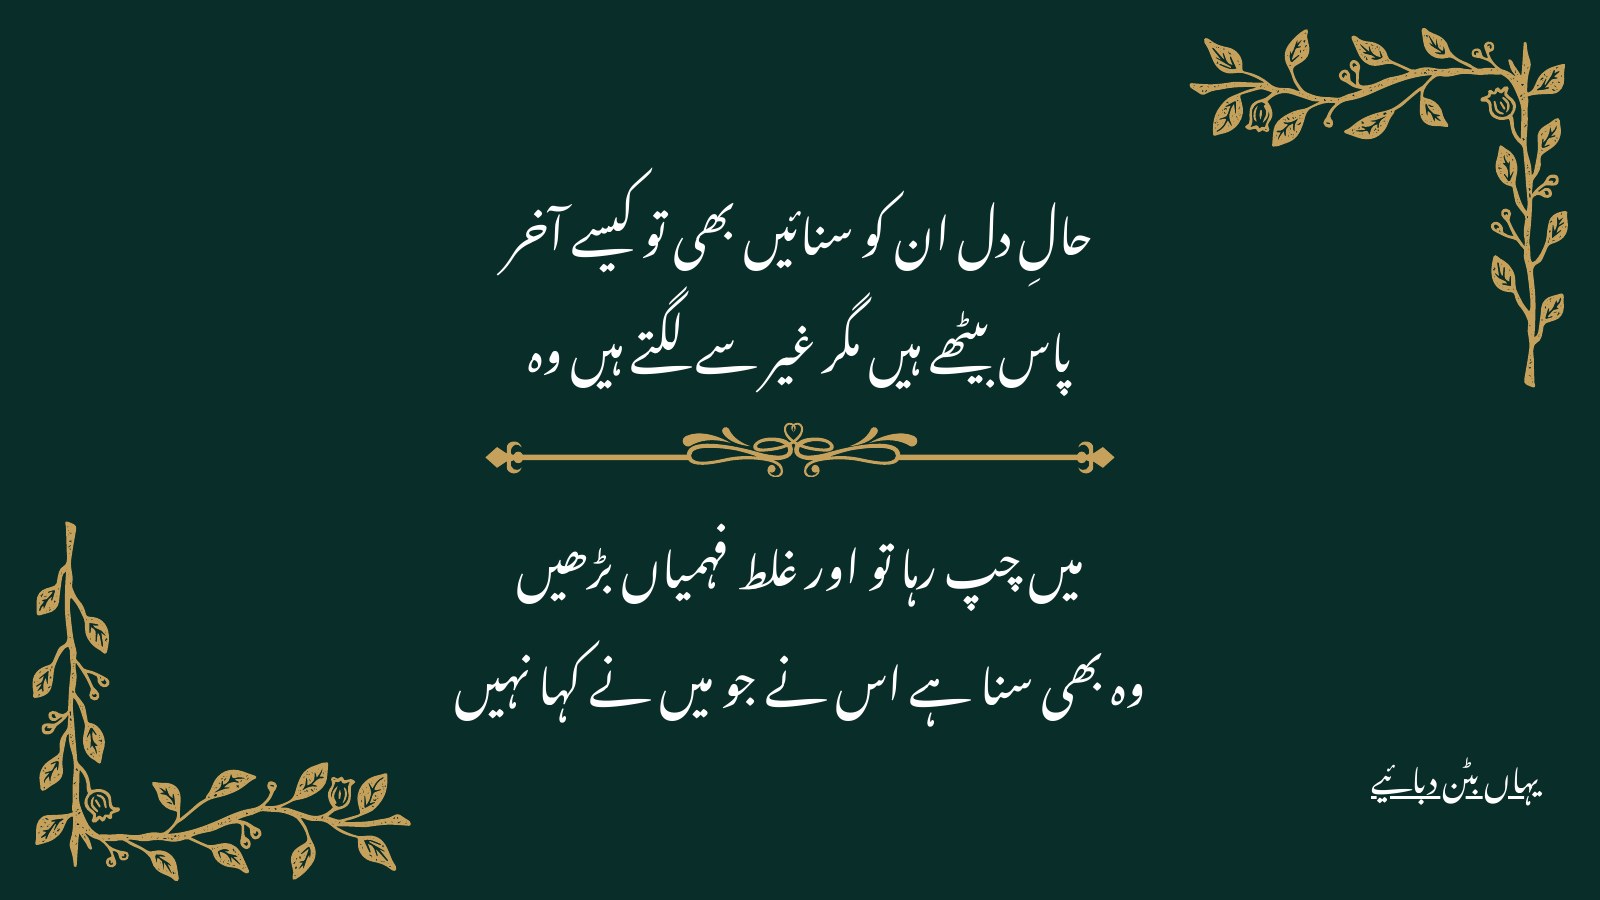 حالِ دل ان کو سنائیں بھی تو کیسے آخر
پاس بیٹھے ہیں مگر غیر سے لگتے ہیں وہ
میں چپ رہا تو اور غلط فہمیاں بڑھیں
وہ بھی سنا ہے اس نے جو میں نے کہا نہیں
یہاں بٹن دبائیے